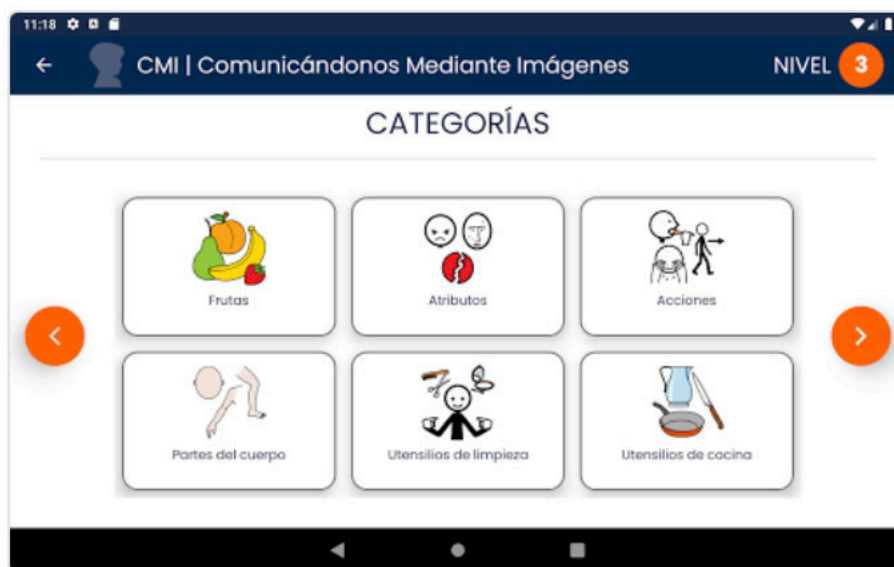 11:18
CMI | Comunicándonos Mediante Imágenes
NIVEL 3
CATEGORÍAS
Frutas
Atributos
Acciones
Partes del cuerpo
Utensilios de limpieza
Utensilios de cocina